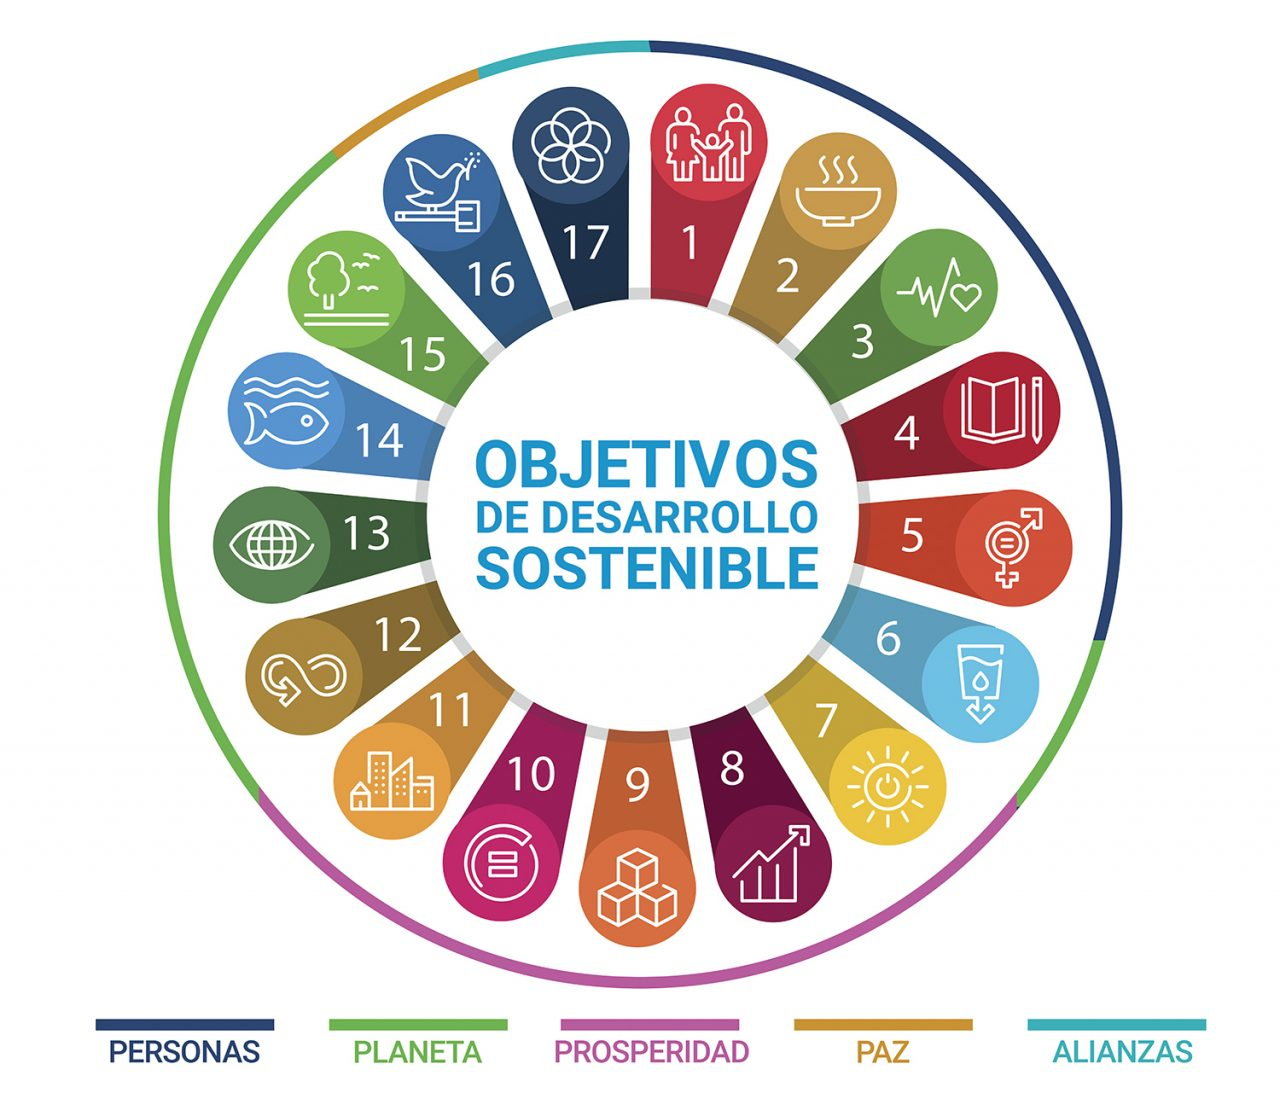 1
2
3
4
5
6
7
8
9
10
11
12
13
14
15
16
17
OBJETIVOS
DE DESARROLLO
SOSTENIBLE
PERSONAS
PLANETA
PROSPERIDAD
PAZ
ALIANZAS